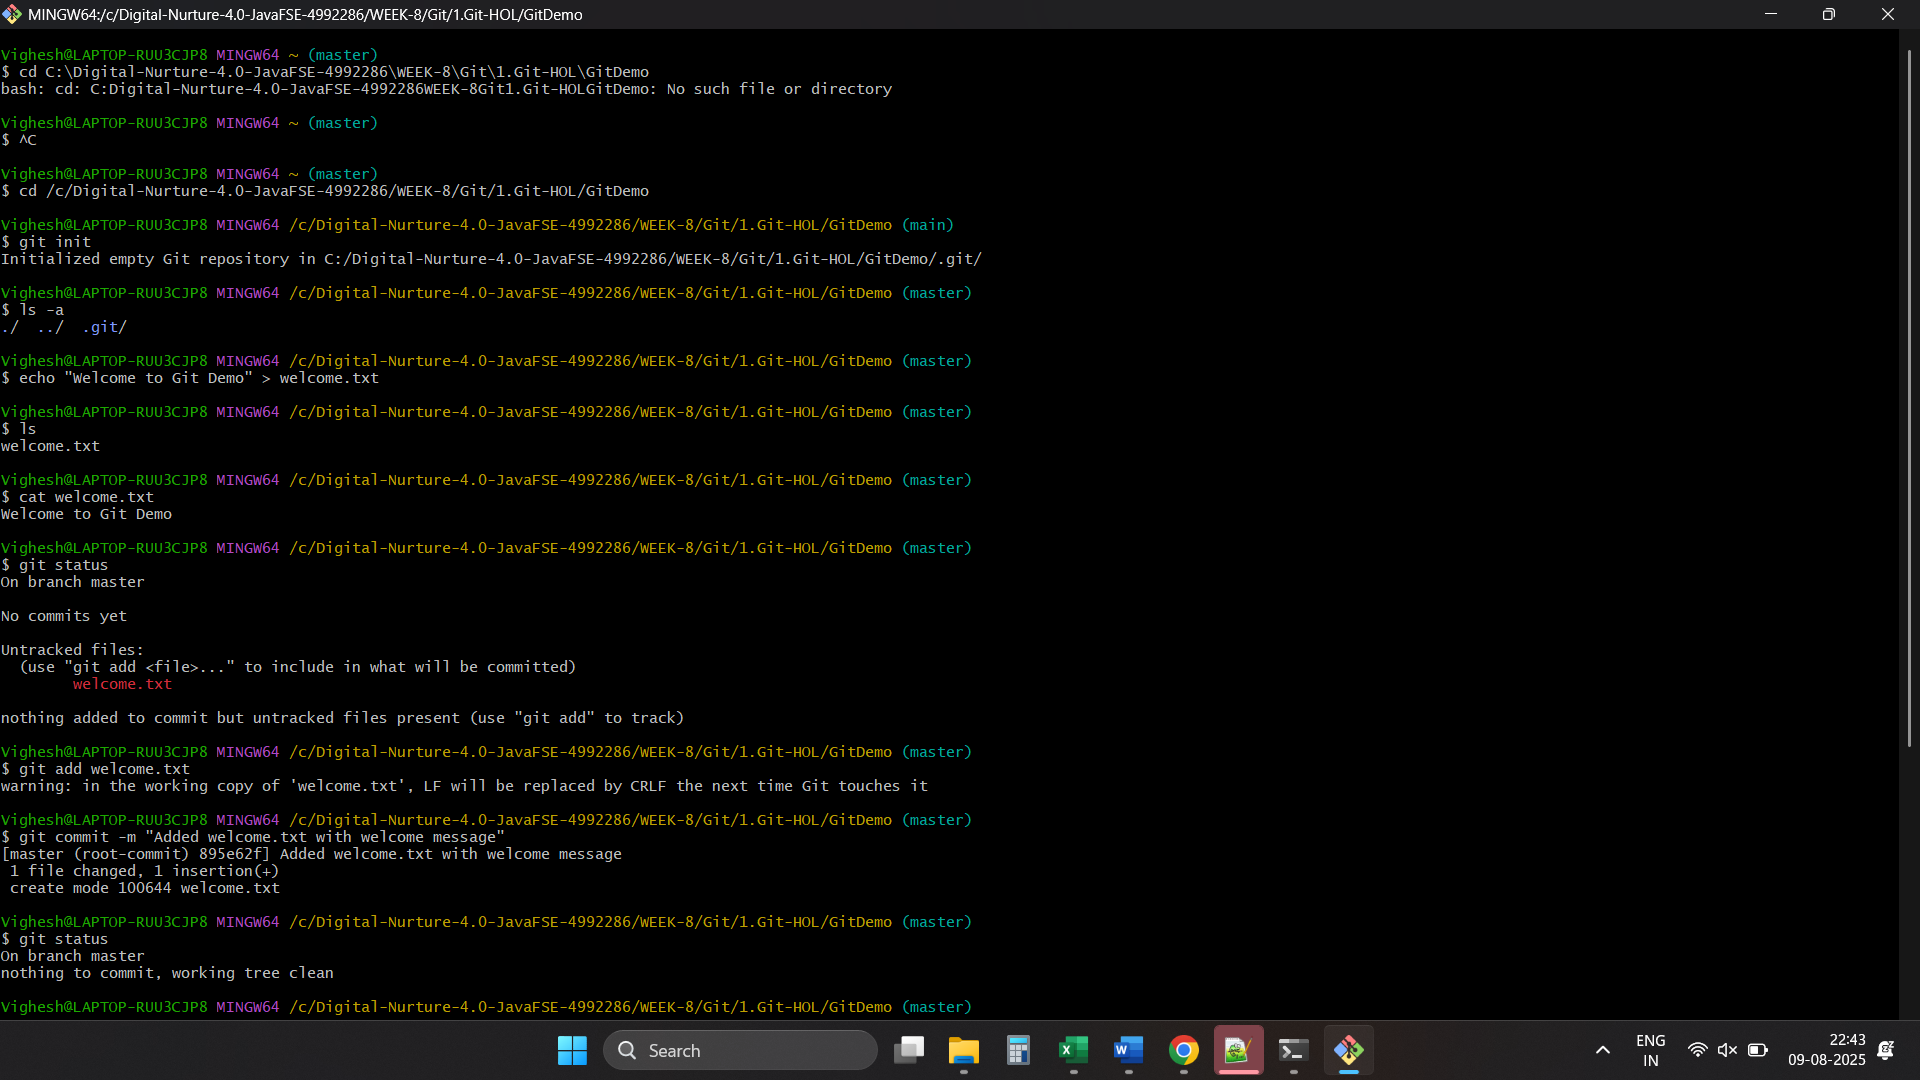 MINGW64:/c/Digital-Nurture-4.0-JavaFSE-4992286/WEEK-8/Git/1.Git-HOL/GitDemo
Vighesh@LAPTOP-RUU3CJP8 MINGW64 ~ (master)
$ cd C:\Digital-Nurture-4.0-JavaFSE-4992286\WEEK-8\Git\1.Git-HOL\GitDemo
bash: cd: C:Digital-Nurture-4.0-JavaFSE-4992286WEEK-8Git1.Git-HOLGitDemo: No such file or directory
Vighesh@LAPTOP-RUU3CJP8 MINGW64 ~ (master)
$ ^C
Vighesh@LAPTOP-RUU3CJP8 MINGW64 ~ (master)
$ cd /c/Digital-Nurture-4.0-JavaFSE-4992286/WEEK-8/Git/1.Git-HOL/GitDemo
Vighesh@LAPTOP-RUU3CJP8 MINGW64 /c/Digital-Nurture-4.0-JavaFSE-4992286/WEEK-8/Git/1.Git-HOL/GitDemo (main)
$ git init
Initialized empty Git repository in C:/Digital-Nurture-4.0-JavaFSE-4992286/WEEK-8/Git/1.Git-HOL/GitDemo/.git/
Vighesh@LAPTOP-RUU3CJP8 MINGW64 /c/Digital-Nurture-4.0-JavaFSE-4992286/WEEK-8/Git/1.Git-HOL/GitDemo (master)
$ ls -a
./  ../  .git/
Vighesh@LAPTOP-RUU3CJP8 MINGW64 /c/Digital-Nurture-4.0-JavaFSE-4992286/WEEK-8/Git/1.Git-HOL/GitDemo (master)
$ echo "Welcome to Git Demo" > welcome.txt
Vighesh@LAPTOP-RUU3CJP8 MINGW64 /c/Digital-Nurture-4.0-JavaFSE-4992286/WEEK-8/Git/1.Git-HOL/GitDemo (master)
$ ls
welcome.txt
Vighesh@LAPTOP-RUU3CJP8 MINGW64 /c/Digital-Nurture-4.0-JavaFSE-4992286/WEEK-8/Git/1.Git-HOL/GitDemo (master)
$ cat welcome.txt
Welcome to Git Demo
Vighesh@LAPTOP-RUU3CJP8 MINGW64 /c/Digital-Nurture-4.0-JavaFSE-4992286/WEEK-8/Git/1.Git-HOL/GitDemo (master)
$ git status
On branch master
No commits yet
Untracked files:
  (use "git add <file>..." to include in what will be committed)
        welcome.txt
nothing added to commit but untracked files present (use "git add" to track)
Vighesh@LAPTOP-RUU3CJP8 MINGW64 /c/Digital-Nurture-4.0-JavaFSE-4992286/WEEK-8/Git/1.Git-HOL/GitDemo (master)
$ git add welcome.txt
warning: in the working copy of 'welcome.txt', LF will be replaced by CRLF the next time Git touches it
Vighesh@LAPTOP-RUU3CJP8 MINGW64 /c/Digital-Nurture-4.0-JavaFSE-4992286/WEEK-8/Git/1.Git-HOL/GitDemo (master)
$ git commit -m "Added welcome.txt with welcome message"
[master (root-commit) 895e62f] Added welcome.txt with welcome message
 1 file changed, 1 insertion(+)
 create mode 100644 welcome.txt
Vighesh@LAPTOP-RUU3CJP8 MINGW64 /c/Digital-Nurture-4.0-JavaFSE-4992286/WEEK-8/Git/1.Git-HOL/GitDemo (master)
$ git status
On branch master
nothing to commit, working tree clean
Vighesh@LAPTOP-RUU3CJP8 MINGW64 /c/Digital-Nurture-4.0-JavaFSE-4992286/WEEK-8/Git/1.Git-HOL/GitDemo (master)
Search
ENG
IN
22:43
09-08-2025